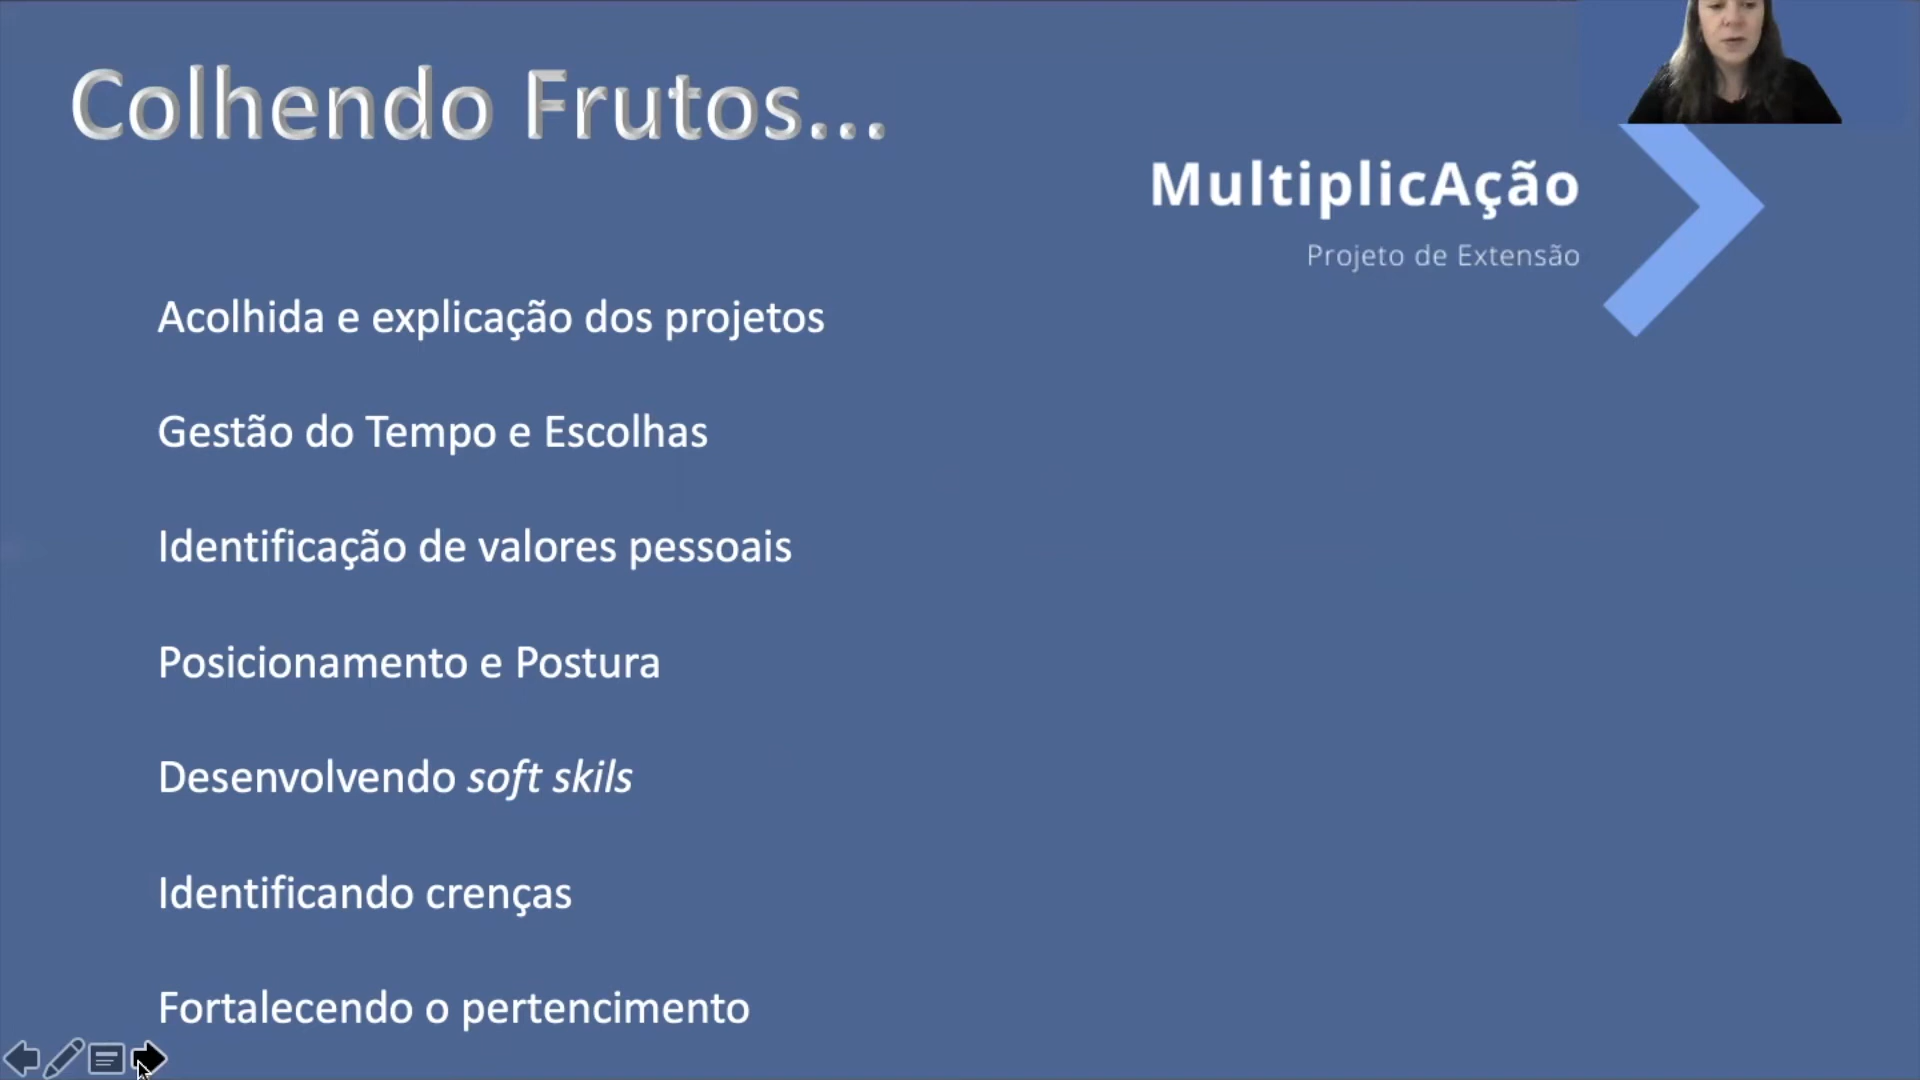 Colhendo Frutos...
MultiplicAção
Projeto de Extensão
Acolhida e explicação dos projetos
Gestão do Tempo e Escolhas
Identificação de valores pessoais
Posicionamento e Postura
Desenvolvendo soft skils
Identificando crenças
Fortalecendo o pertencimento